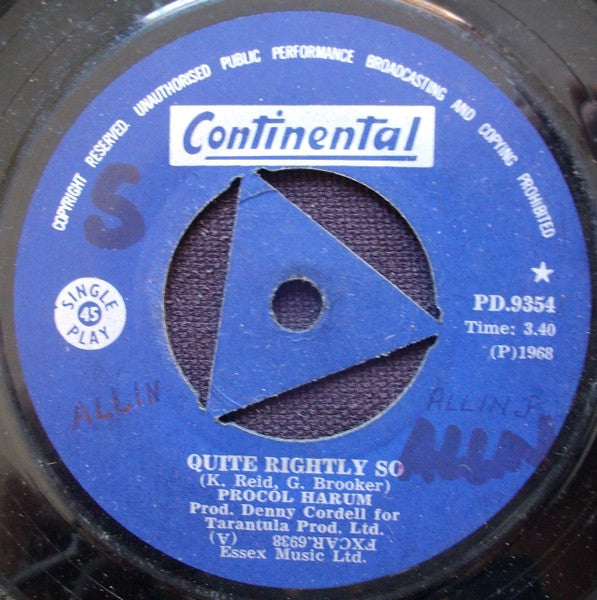 COPYRIGHT RESERVED. UNAUTHORISED PUBLIC PERFORMANCE BROADCASTING AND COPYING PROHIBITED
Continental
S
SINGLE
45
PLAY
★
PD.9354
Time: 3.40
(P)1968
ALLIN
ALLIN J.
ALLIN
QUITE RIGHTLY SO
(K. Reid, G. Brooker)
PROCOL HARUM
Prod. Denny Cordell for
Tarantula Prod. Ltd.
FXCAR.6938 (A)
Essex Music Ltd.